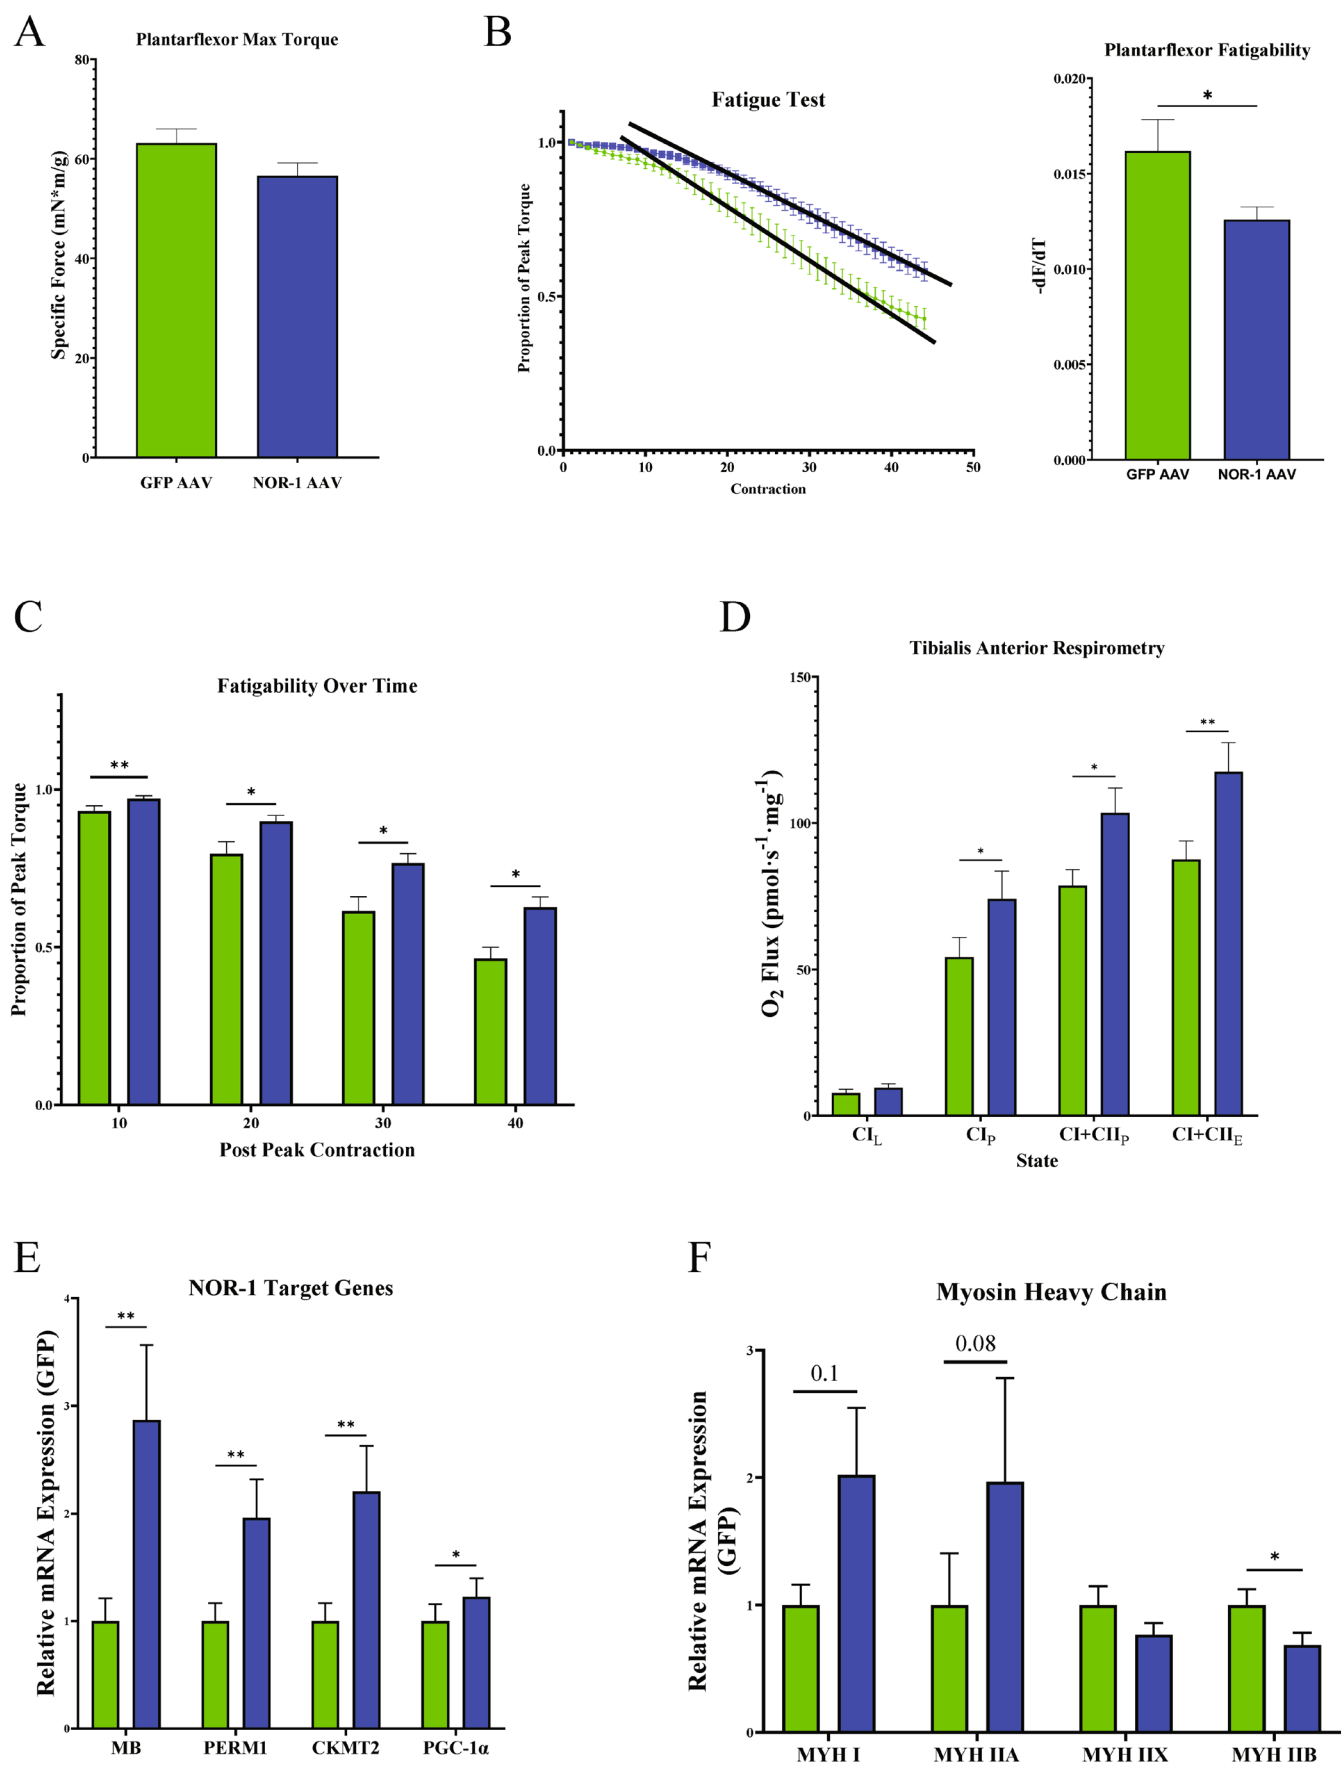 A
Plantarflexor Max Torque
Specific Force (mN*m/g)
80
60
40
20
0
GFP AAV NOR-1 AAV
B
Fatigue Test
Proportion of Peak Torque
1.0
0.5
0.0
0 10 20 30 40 50
Contraction
Plantarflexor Fatigability
-dF/dT
0.020
0.015
0.010
0.005
0.000
*
GFP AAV NOR-1 AAV
C
Fatigability Over Time
Proportion of Peak Torque
1.0
0.5
0.0
** * * *
10 20 30 40
Post Peak Contraction
D
Tibialis Anterior Respirometry
O2 Flux (pmol·s-1·mg-1)
150
100
50
0
* * **
CIL CIP CI+CIIP CI+CIIE
State
E
NOR-1 Target Genes
Relative mRNA Expression (GFP)
4
3
2
1
0
** ** ** *
MB PERM1 CKMT2 PGC-1α
F
Myosin Heavy Chain
Relative mRNA Expression
(GFP)
3
2
1
0
0.1 0.08 *
MYH I MYH IIA MYH IIX MYH IIB